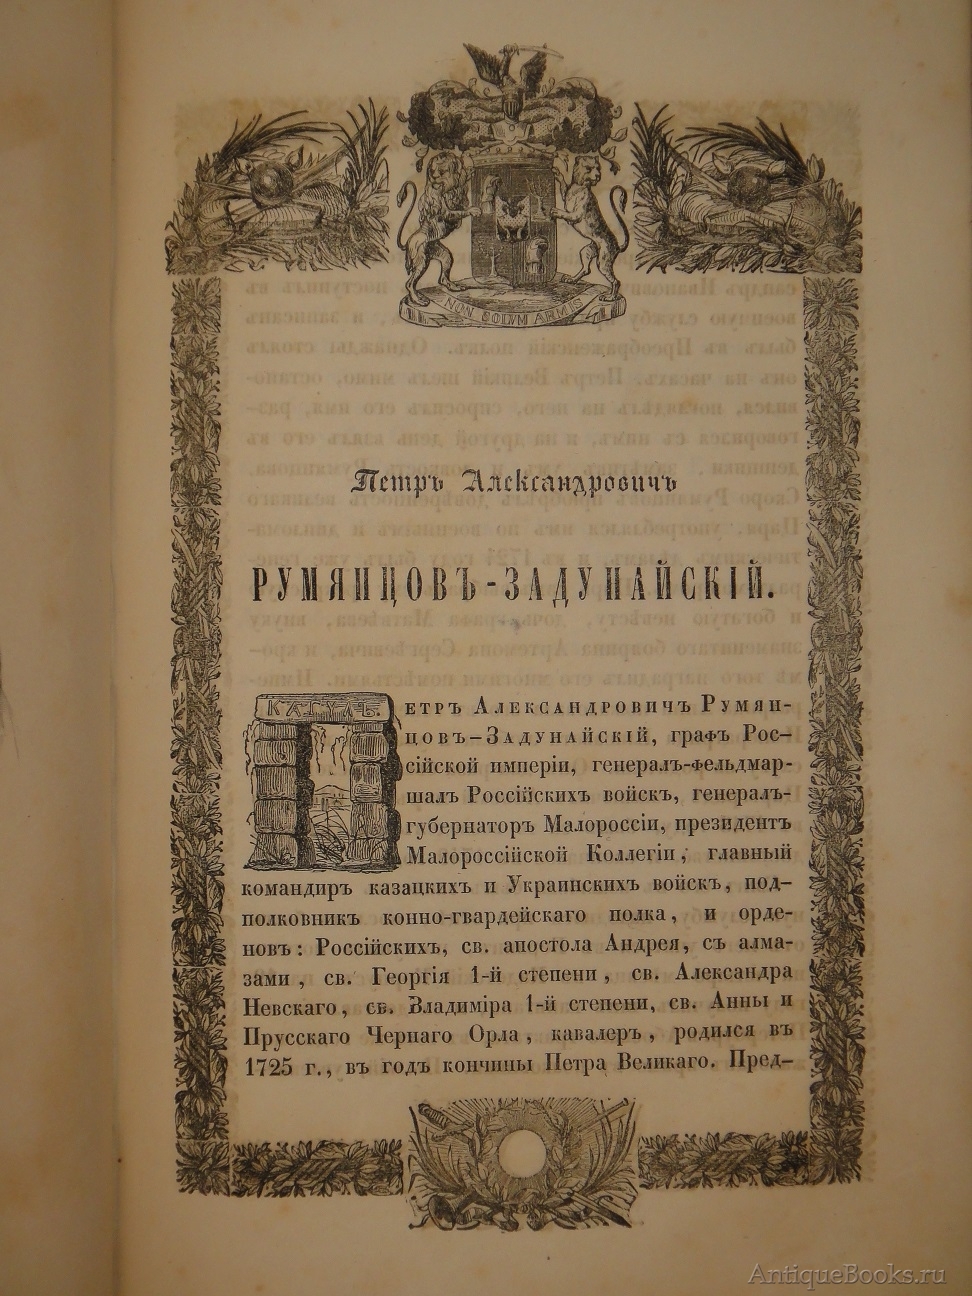 NON SOLUM ARMIS
Петръ Александровичъ
РУМЯНЦОВЪ-ЗАДУНАЙСКІЙ.
КАГУЛЪ.
Петръ Александровичъ Румян-
цовъ-Задунайскій, графъ Рос-
сійской имперіи, генералъ-фельдмар-
шалъ Россійскихъ войскъ, генералъ-
губернаторъ Малороссіи, президентъ
Малороссійской Коллегіи, главный
командиръ казацкихъ и Украинскихъ войскъ, под-
полковникъ конно-гвардейскаго полка, и орде-
новъ: Россійскихъ, св. апостола Андрея, съ алма-
зами, св. Георгія 1-й степени, св. Александра
Невскаго, св. Владиміра 1-й степени, св. Анны и
Прусскаго Чернаго Орла, кавалеръ, родился въ
1725 г., въ годъ кончины Петра Великаго. Пред-
AntiqueBooks.ru